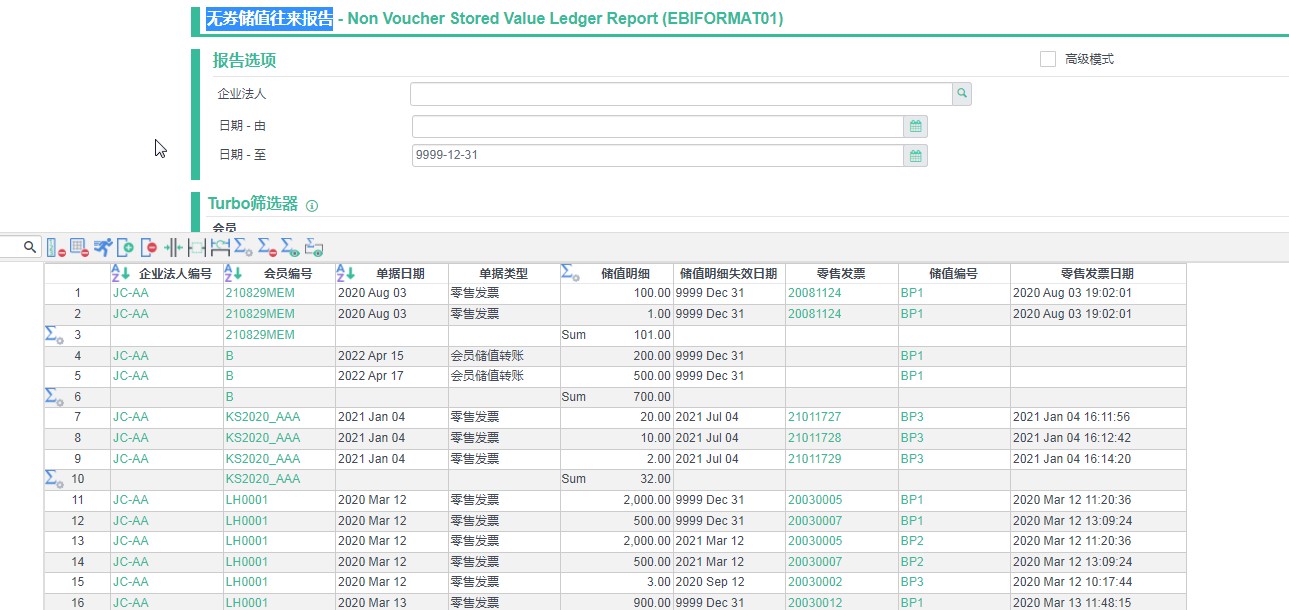 无券储值往来报告 - Non Voucher Stored Value Ledger Report (EBIFORMAT01)
报告选项
高级模式
企业法人
日期 - 由
日期 - 至 9999-12-31
Turbo筛选器
会员
企业法人编号 会员编号 单据日期 单据类型 储值明细 储值明细失效日期 零售发票 储值编号 零售发票日期
1 JC-AA 210829MEM 2020 Aug 03 零售发票 100.00 9999 Dec 31 20081124 BP1 2020 Aug 03 19:02:01
2 JC-AA 210829MEM 2020 Aug 03 零售发票 1.00 9999 Dec 31 20081124 BP1 2020 Aug 03 19:02:01
3 210829MEM Sum 101.00
4 JC-AA B 2022 Apr 15 会员储值转账 200.00 9999 Dec 31 BP1
5 JC-AA B 2022 Apr 17 会员储值转账 500.00 9999 Dec 31 BP1
6 B Sum 700.00
7 JC-AA KS2020_AAA 2021 Jan 04 零售发票 20.00 2021 Jul 04 21011727 BP3 2021 Jan 04 16:11:56
8 JC-AA KS2020_AAA 2021 Jan 04 零售发票 10.00 2021 Jul 04 21011728 BP3 2021 Jan 04 16:12:42
9 JC-AA KS2020_AAA 2021 Jan 04 零售发票 2.00 2021 Jul 04 21011729 BP3 2021 Jan 04 16:14:20
10 KS2020_AAA Sum 32.00
11 JC-AA LH0001 2020 Mar 12 零售发票 2,000.00 9999 Dec 31 20030005 BP1 2020 Mar 12 11:20:36
12 JC-AA LH0001 2020 Mar 12 零售发票 500.00 9999 Dec 31 20030007 BP1 2020 Mar 12 13:09:24
13 JC-AA LH0001 2020 Mar 12 零售发票 2,000.00 2021 Mar 12 20030005 BP2 2020 Mar 12 11:20:36
14 JC-AA LH0001 2020 Mar 12 零售发票 500.00 2021 Mar 12 20030007 BP2 2020 Mar 12 13:09:24
15 JC-AA LH0001 2020 Mar 12 零售发票 3.00 2020 Sep 12 20030002 BP3 2020 Mar 12 10:17:44
16 JC-AA LH0001 2020 Mar 13 零售发票 900.00 9999 Dec 31 20030012 BP1 2020 Mar 13 11:48:15